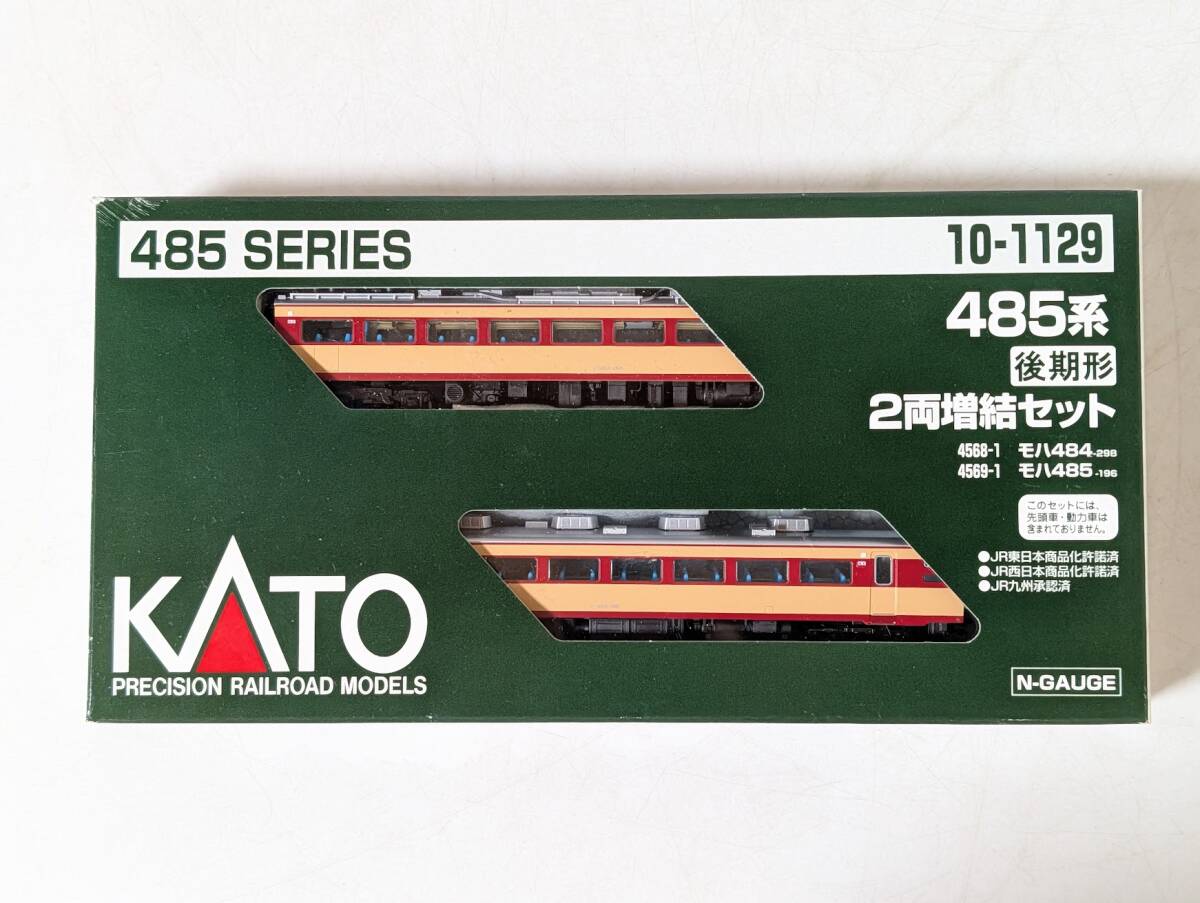 485 SERIES
10-1129
485系
後期形
2両増結セット
4568-1 モハ484-298
4569-1 モハ485-196
このセットには、
先頭車・動力車は
含まれておりません。
●JR東日本商品化許諾済
●JR西日本商品化許諾済
●JR九州承認済
KATO
PRECISION RAILROAD MODELS
N-GAUGE